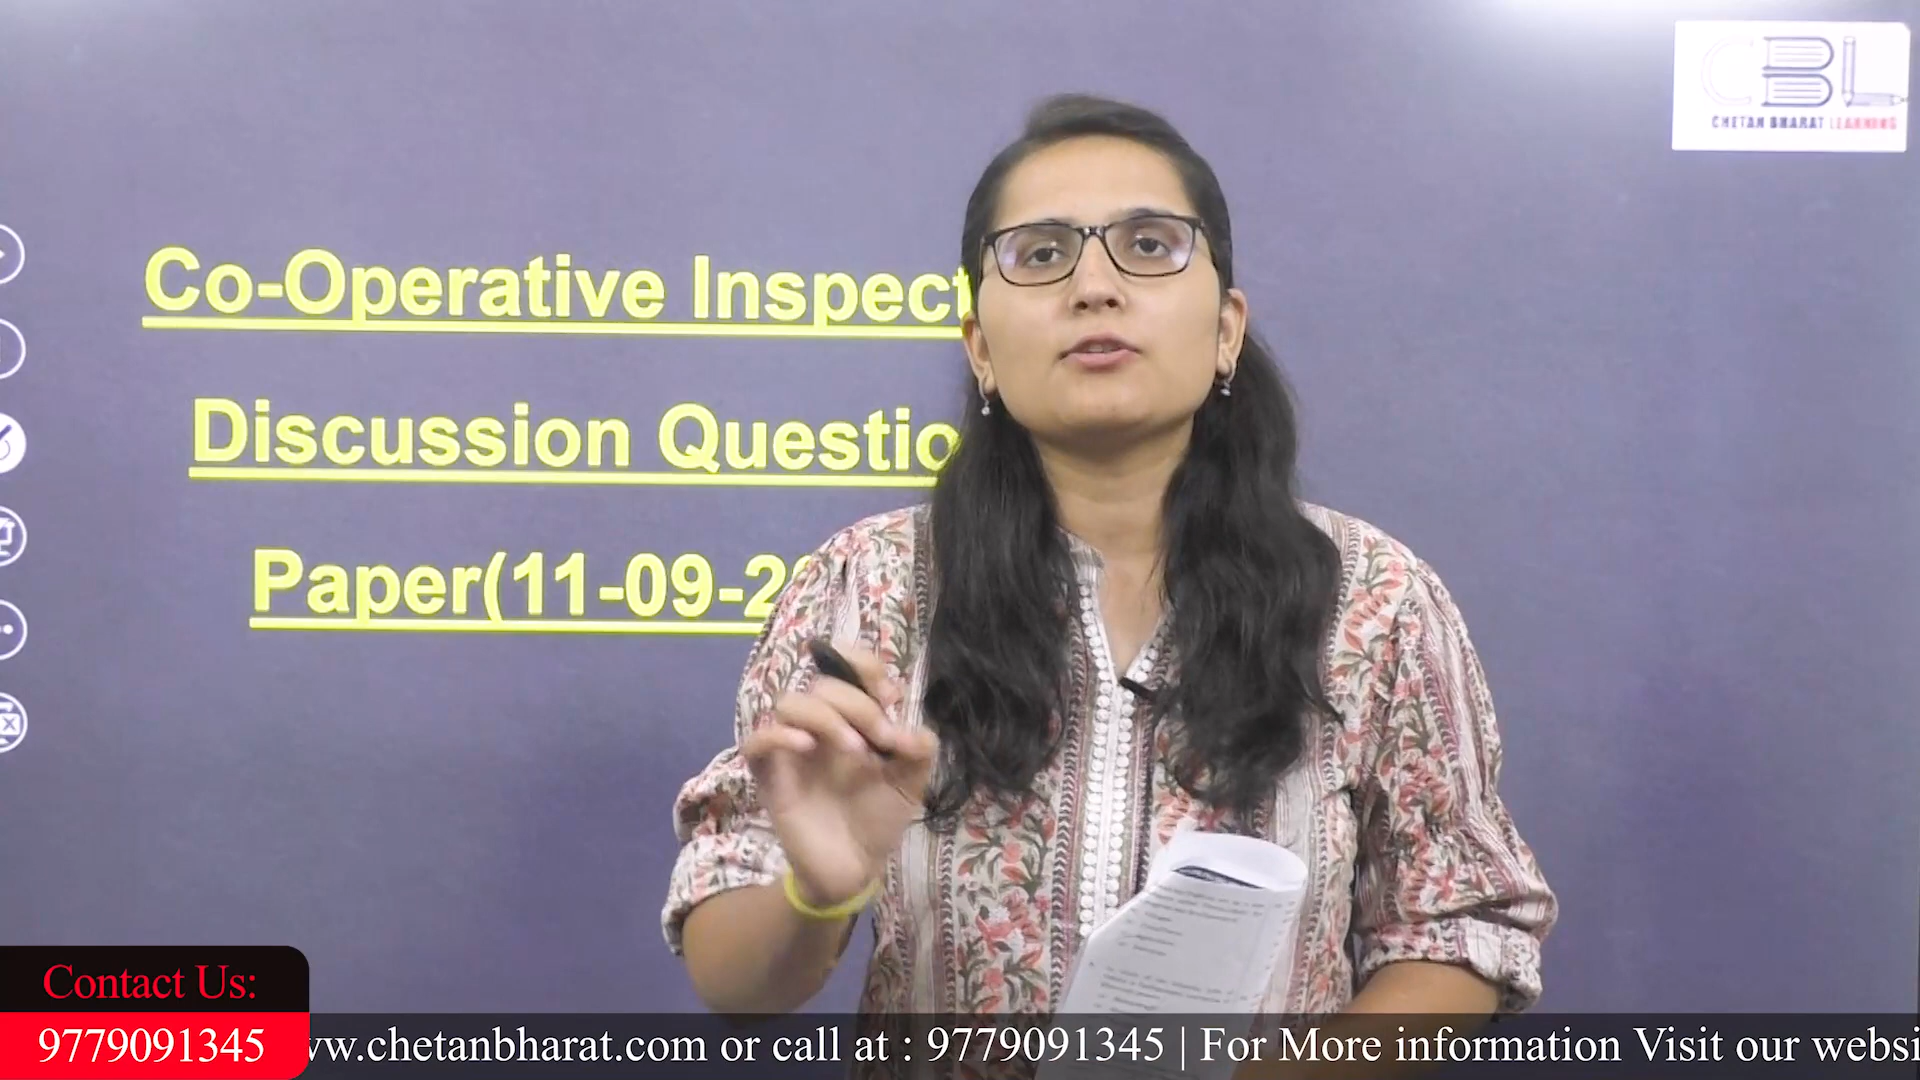 CBL
CHETAN BHARAT LEARNING
Co-Operative Inspect
Discussion Questio
Paper(11-09-2
Contact Us:
9779091345
ww.chetanbharat.com or call at : 9779091345 | For More information Visit our websi